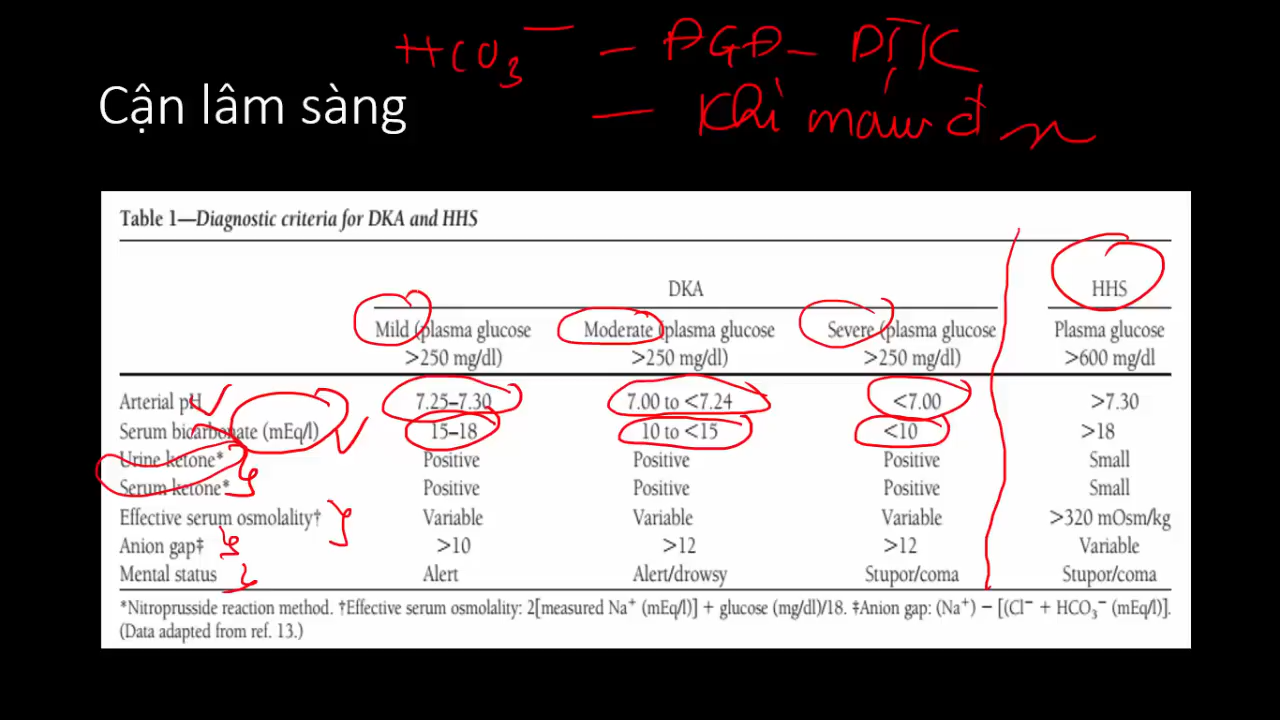 HCO3⁻ - ĐGĐ - DTK
Cận lâm sàng
- Khí máu đ
Table 1—Diagnostic criteria for DKA and HHS
DKA HHS
Mild (plasma glucose >250 mg/dl) Moderate (plasma glucose >250 mg/dl) Severe (plasma glucose >250 mg/dl) Plasma glucose >600 mg/dl
Arterial pH 7.25–7.30 7.00 to <7.24 <7.00 >7.30
Serum bicarbonate (mEq/l) 15–18 10 to <15 <10 >18
Urine ketone* Positive Positive Positive Small
Serum ketone* Positive Positive Positive Small
Effective serum osmolality† Variable Variable Variable >320 mOsm/kg
Anion gap‡ >10 >12 >12 Variable
Mental status Alert Alert/drowsy Stupor/coma Stupor/coma
*Nitroprusside reaction method. †Effective serum osmolality: 2[measured Na⁺ (mEq/l)] + glucose (mg/dl)/18. ‡Anion gap: (Na⁺) − [(Cl⁻ + HCO₃⁻ (mEq/l)].
(Data adapted from ref. 13.)